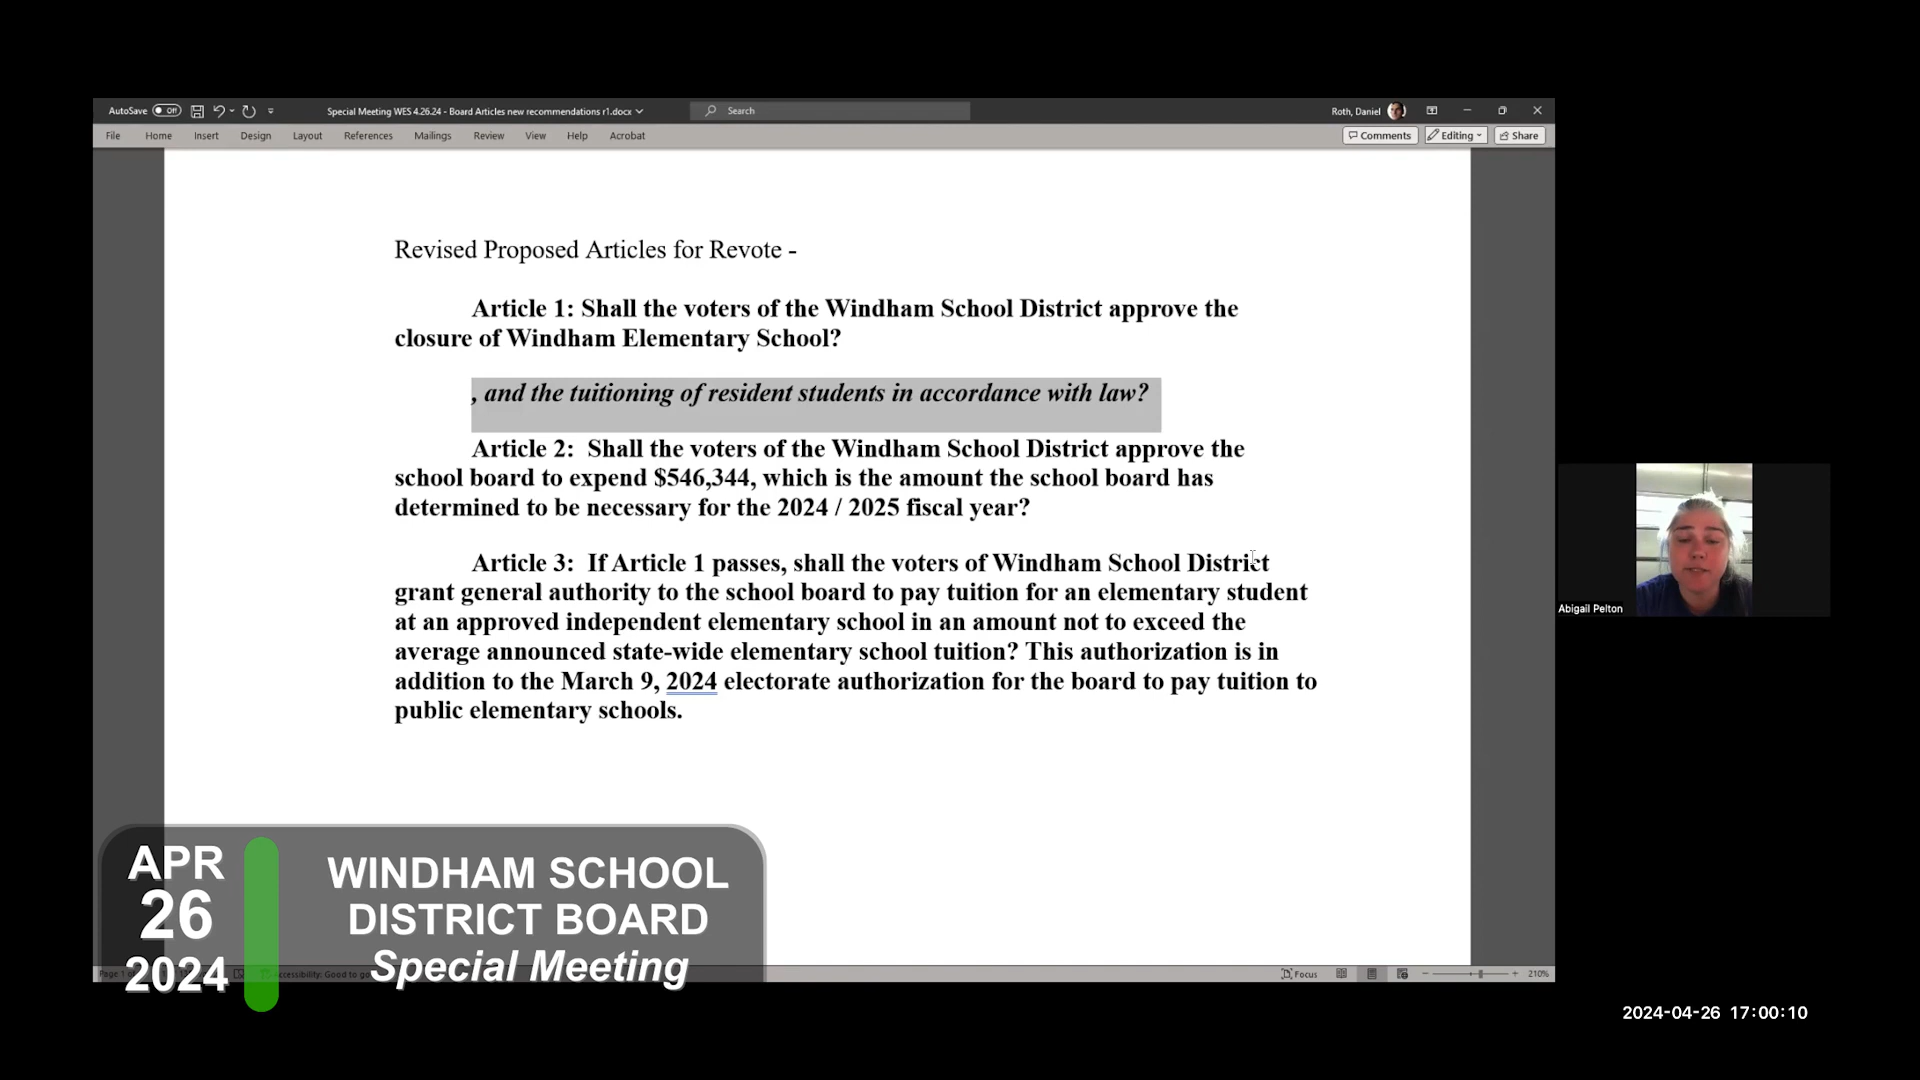 AutoSave Off Special Meeting WES 4.26.24 - Board Articles new recommendations r1.docx Search Roth, Daniel
File Home Insert Design Layout References Mailings Review View Help Acrobat Comments Editing Share
Revised Proposed Articles for Revote -
Article 1: Shall the voters of the Windham School District approve the
closure of Windham Elementary School?
, and the tuitioning of resident students in accordance with law?
Article 2: Shall the voters of the Windham School District approve the
school board to expend $546,344, which is the amount the school board has
determined to be necessary for the 2024 / 2025 fiscal year?
Article 3: If Article 1 passes, shall the voters of Windham School District
grant general authority to the school board to pay tuition for an elementary student
at an approved independent elementary school in an amount not to exceed the
average announced state-wide elementary school tuition? This authorization is in
addition to the March 9, 2024 electorate authorization for the board to pay tuition to
public elementary schools.
Abigail Pelton
APR
26
2024
WINDHAM SCHOOL
DISTRICT BOARD
Special Meeting
Page 1 Accessibility: Good to go Focus 210%
2024-04-26 17:00:10